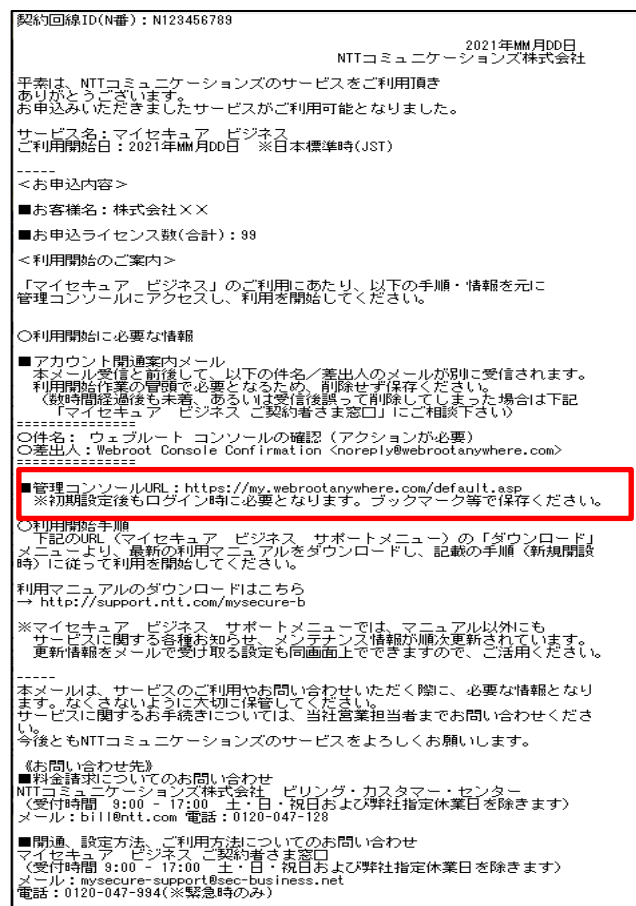 契約回線ID(N番)：N123456789
2021年MM月DD日
NTTコミュニケーションズ株式会社
平素は、NTTコミュニケーションズのサービスをご利用頂き
ありがとうございます。
お申込みいただきましたサービスがご利用可能となりました。
サービス名：マイセキュア　ビジネス
ご利用開始日：2021年MM月DD日　※日本標準時(JST)
-----
＜お申込内容＞
■お客様名：株式会社××
■お申込ライセンス数(合計)：99
＜利用開始のご案内＞
「マイセキュア　ビジネス」のご利用にあたり、以下の手順・情報を元に
管理コンソールにアクセスし、利用を開始してください。
○利用開始に必要な情報
■アカウント開通案内メール
本メール受信と前後して、以下の件名／差出人のメールが別に受信されます。
利用開始作業の冒頭で必要となるため、削除せず保存ください。
（数時間経過後も未着、あるいは受信後誤って削除してしまった場合は下記
「マイセキュア　ビジネス ご契約者さま窓口」にご相談下さい）
===============
○件名： ウェブルート コンソールの確認（アクションが必要）
○差出人：Webroot Console Confirmation <noreply@webrootanywhere.com>
===============
■管理コンソールURL：https://my.webrootanywhere.com/default.asp
※初期設定後もログイン時に必要となります。ブックマーク等で保存ください。
○利用開始手順
下記のURL（マイセキュア　ビジネス　サポートメニュー）の「ダウンロード」
メニューより、最新の利用マニュアルをダウンロードし、記載の手順（新規開設
時）に従って利用を開始してください。
利用マニュアルのダウンロードはこちら
→ http://support.ntt.com/mysecure-b
※マイセキュア　ビジネス　サポートメニューでは、マニュアル以外にも
サービスに関する各種お知らせ、メンテナンス情報が順次更新されています。
更新情報をメールで受け取る設定も同画面上でできますので、ご活用ください。
-----
本メールは、サービスのご利用やお問い合わせいただく際に、必要な情報となり
ます。なくさないように大切に保管してください。
サービスに関するお手続きについては、当社営業担当者までお問い合わせくださ
い。
今後ともNTTコミュニケーションズのサービスをよろしくお願いします。
《お問い合わせ先》
■料金請求についてのお問い合わせ
NTTコミュニケーションズ株式会社　ビリング・カスタマー・センター
（受付時間　9:00 - 17:00　土・日・祝日および弊社指定休業日を除きます）
メール：bill@ntt.com 電話：0120-047-128
■開通、設定方法、ご利用方法についてのお問い合わせ
マイセキュア　ビジネス ご契約者さま窓口
（受付時間 9:00 - 17:00　土・日・祝日および弊社指定休業日を除きます）
メール：mysecure-support@sec-business.net
電話：0120-047-994(※緊急時のみ)